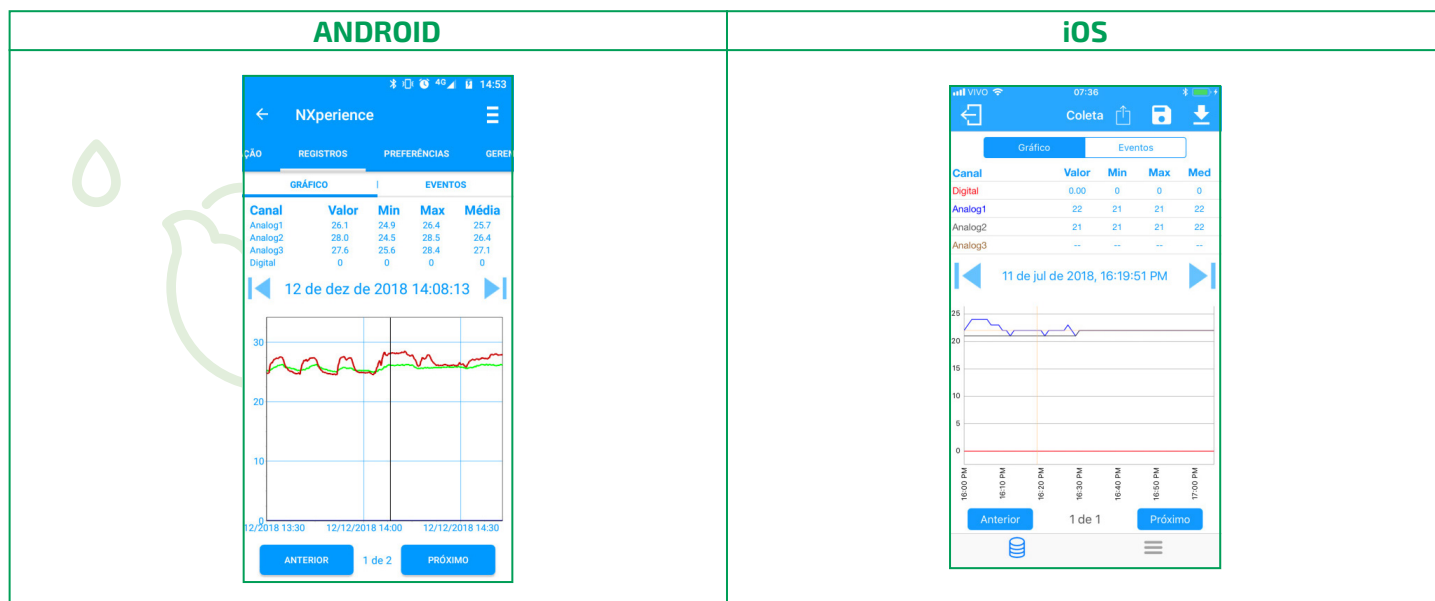 ANDROID
4G 14:53
NXperience
ÇÃO REGISTROS PREFERÊNCIAS GEREN
GRÁFICO | EVENTOS
Canal Valor Min Max Média
Analog1 26.1 24.9 26.4 25.7
Analog2 28.0 24.5 28.5 26.4
Analog3 27.6 25.6 28.4 27.1
Digital 0 0 0 0
12 de dez de 2018 14:08:13
30
20
10
0
2/2018 13:30 12/12/2018 14:00 12/12/2018 14:30
ANTERIOR 1 de 2 PRÓXIMO
iOS
VIVO 07:36
Coleta
Gráfico Eventos
Canal Valor Min Max Med
Digital 0.00 0 0 0
Analog1 22 21 21 22
Analog2 21 21 21 22
Analog3 -- -- -- --
11 de jul de 2018, 16:19:51 PM
25
20
15
10
5
0
16:00 PM 16:10 PM 16:20 PM 16:30 PM 16:40 PM 16:50 PM 17:00 PM
Anterior 1 de 1 Próximo